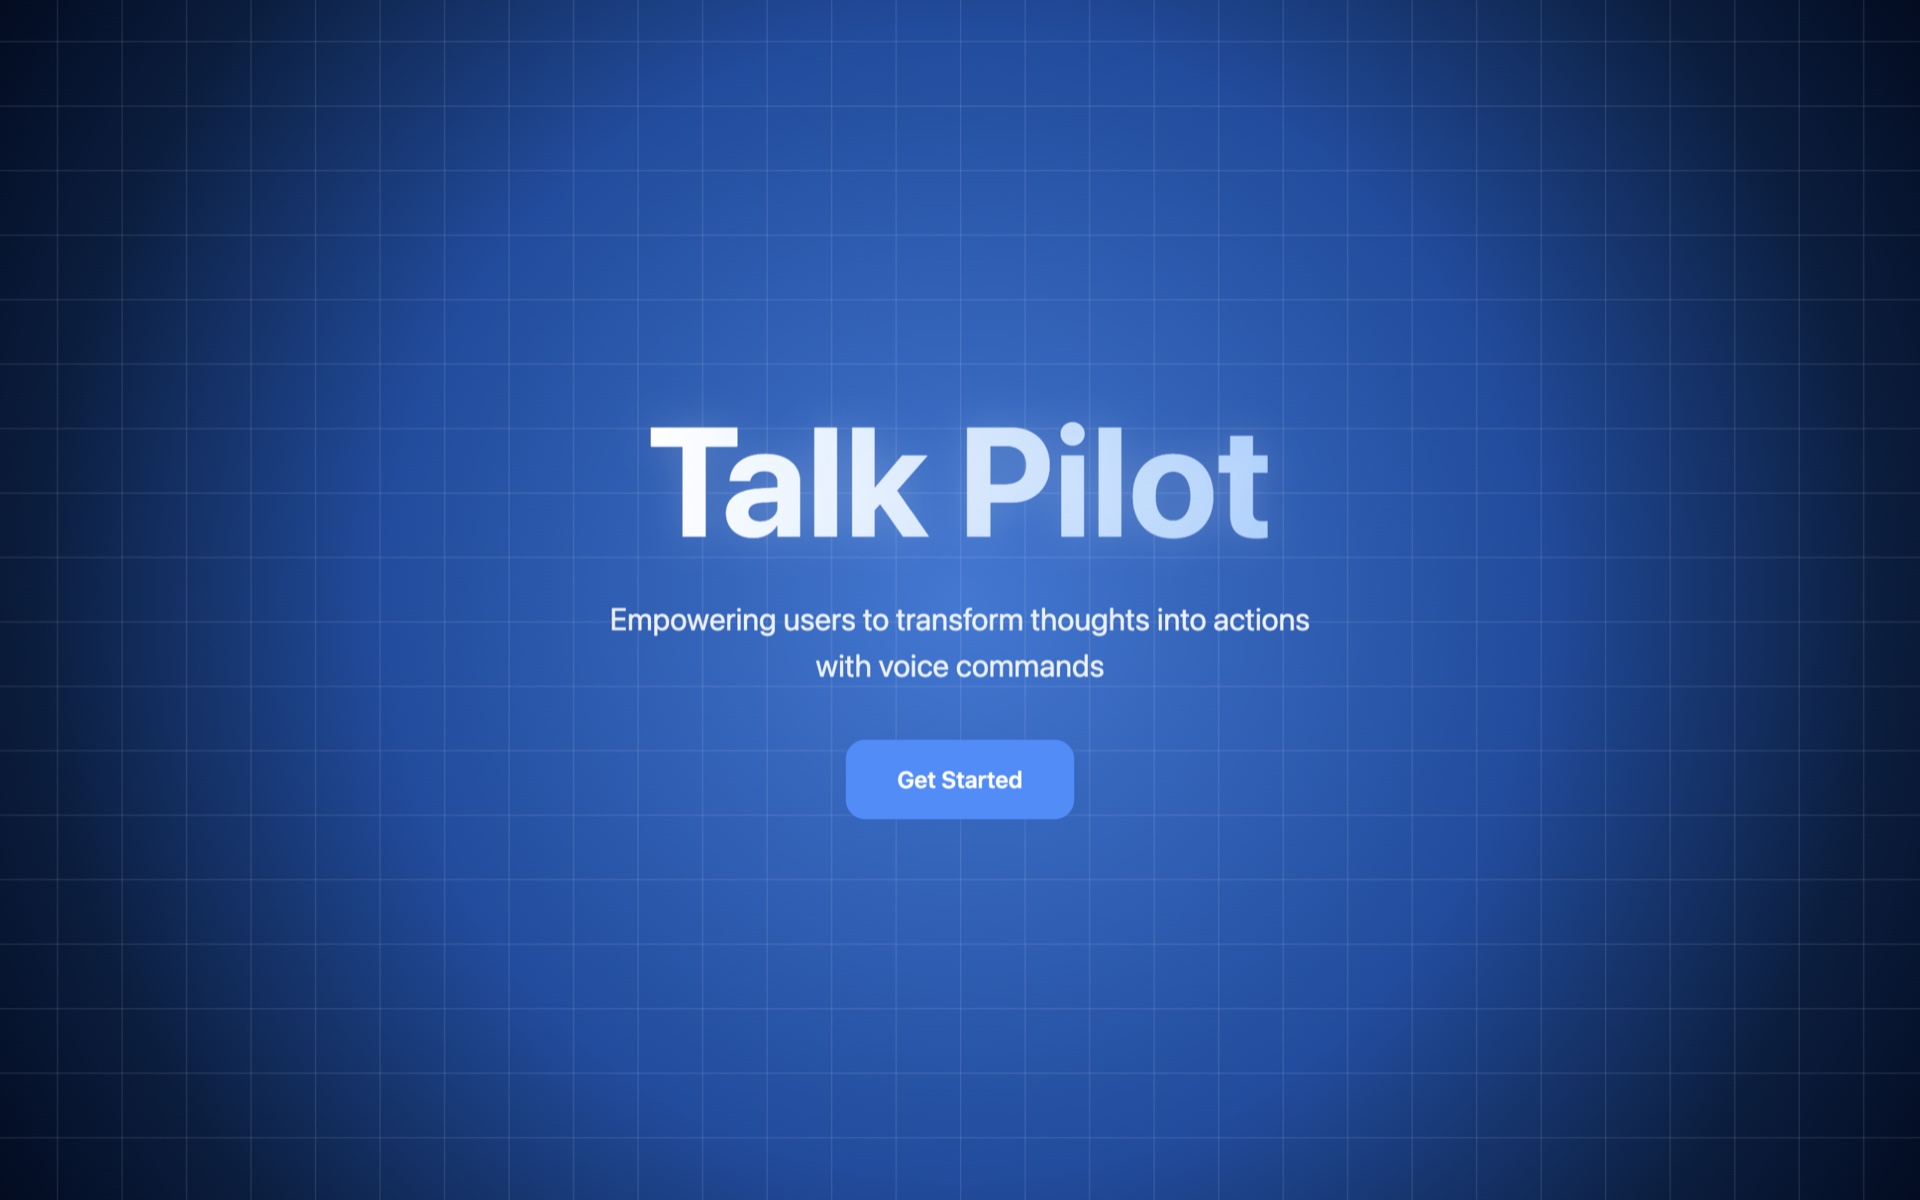 Talk Pilot
Empowering users to transform thoughts into actions
with voice commands
Get Started